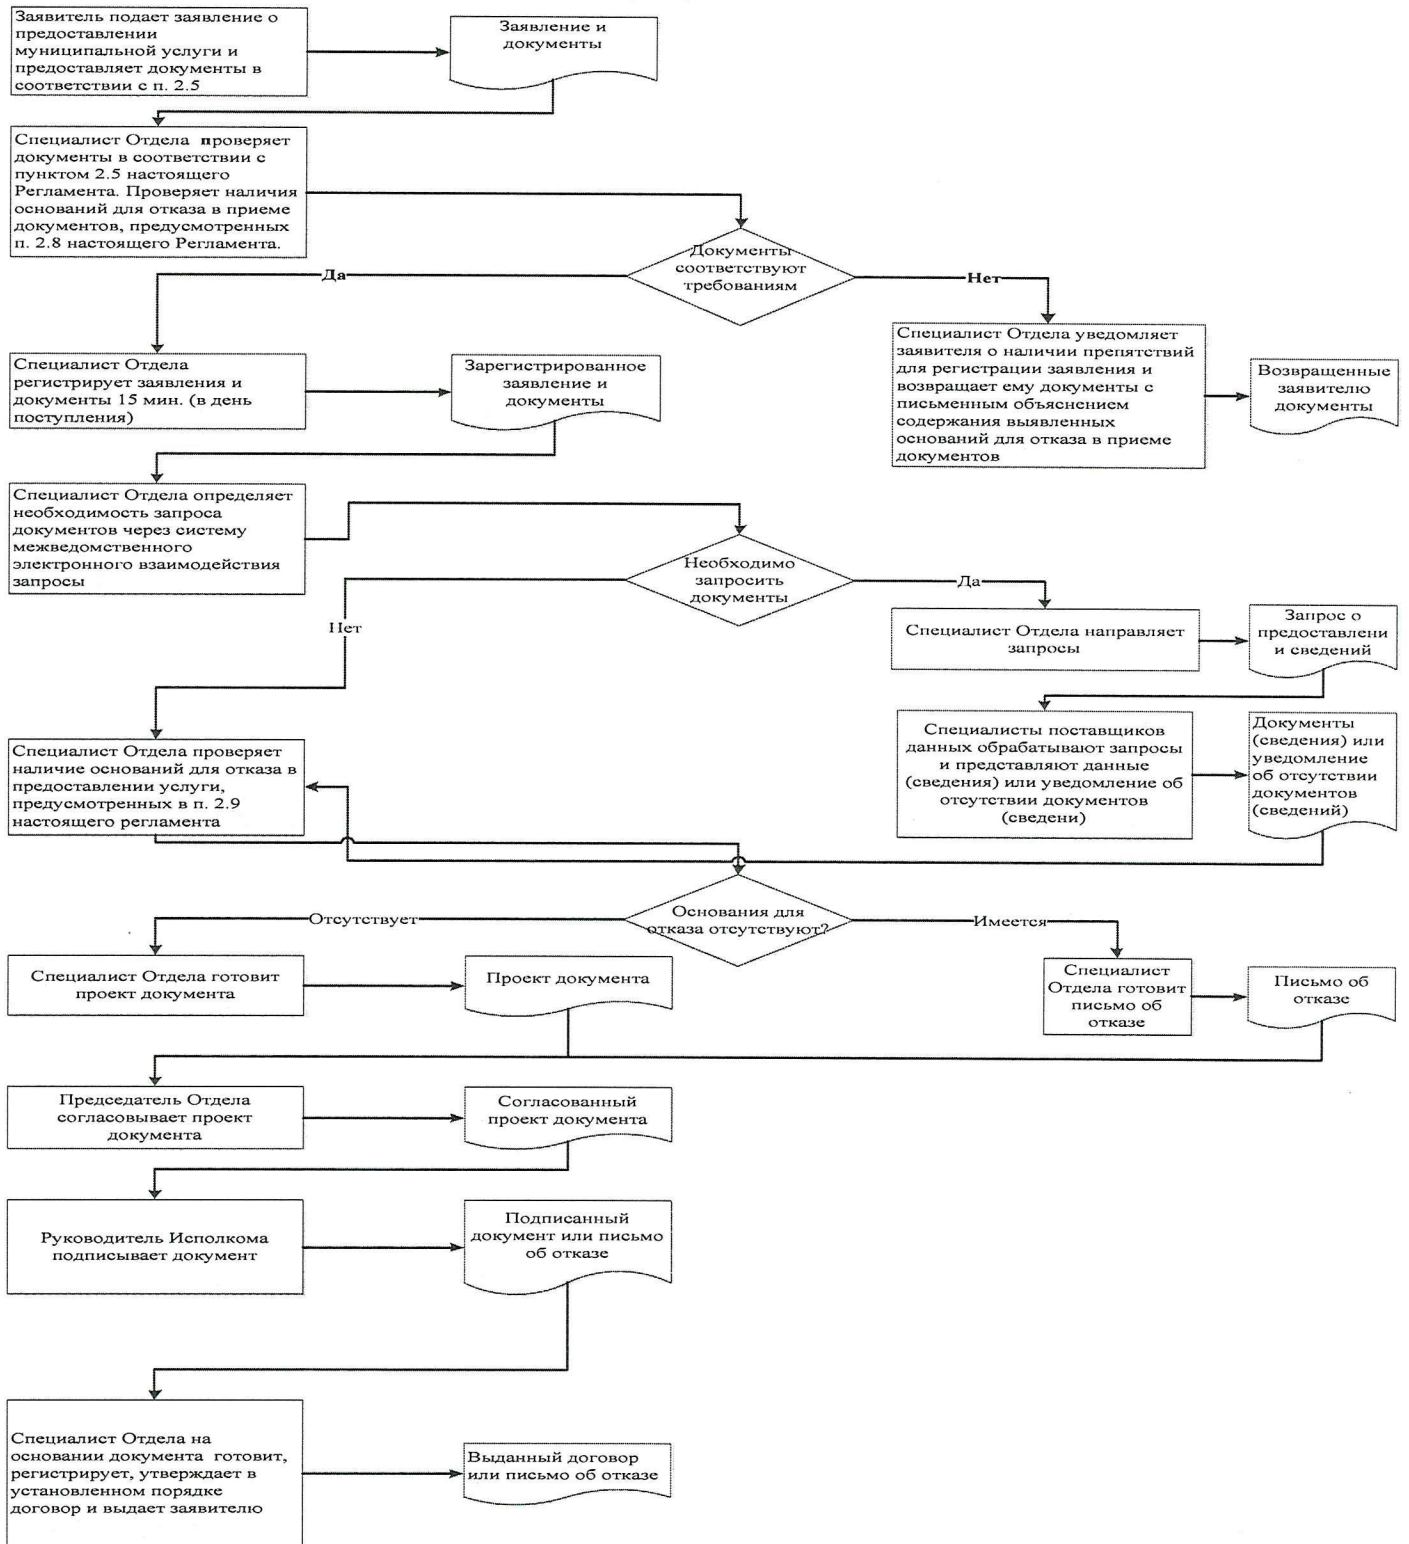 Заявитель подает заявление о
предоставлении
муниципальной услуги и
предоставляет документы в
соответствии с п. 2.5
Заявление и
документы
Специалист Отдела проверяет
документы в соответствии с
пунктом 2.5 настоящего
Регламента. Проверяет наличия
оснований для отказа в приеме
документов, предусмотренных
п. 2.8 настоящего Регламента.
Документы
соответствуют
требованиям
Да
Нет
Специалист Отдела
регистрирует заявления и
документы 15 мин. (в день
поступления)
Зарегистрированное
заявление и
документы
Специалист Отдела уведомляет
заявителя о наличии препятствий
для регистрации заявления и
возвращает ему документы с
письменным объяснением
содержания выявленных
оснований для отказа в приеме
документов
Возвращенные
заявителю
документы
Специалист Отдела определяет
необходимость запроса
документов через систему
межведомственного
электронного взаимодействия
запросы
Необходимо
запросить
документы
Да
Нет
Специалист Отдела направляет
запросы
Запрос о
предоставлени
и сведений
Специалисты поставщиков
данных обрабатывают запросы
и представляют данные
(сведения) или уведомление об
отсутствии документов
(сведени)
Документы
(сведения) или
уведомление
об отсутствии
документов
(сведений)
Специалист Отдела проверяет
наличие оснований для отказа в
предоставлении услуги,
предусмотренных в п. 2.9
настоящего регламента
Основания для
отказа отсутствуют?
Отсутствует
Имеется
Специалист Отдела готовит
проект документа
Проект документа
Специалист
Отдела готовит
письмо об
отказе
Письмо об
отказе
Председатель Отдела
согласовывает проект
документа
Согласованный
проект документа
Руководитель Исполкома
подписывает документ
Подписанный
документ или письмо
об отказе
Специалист Отдела на
основании документа готовит,
регистрирует, утверждает в
установленном порядке
договор и выдает заявителю
Выданный договор
или письмо об отказе